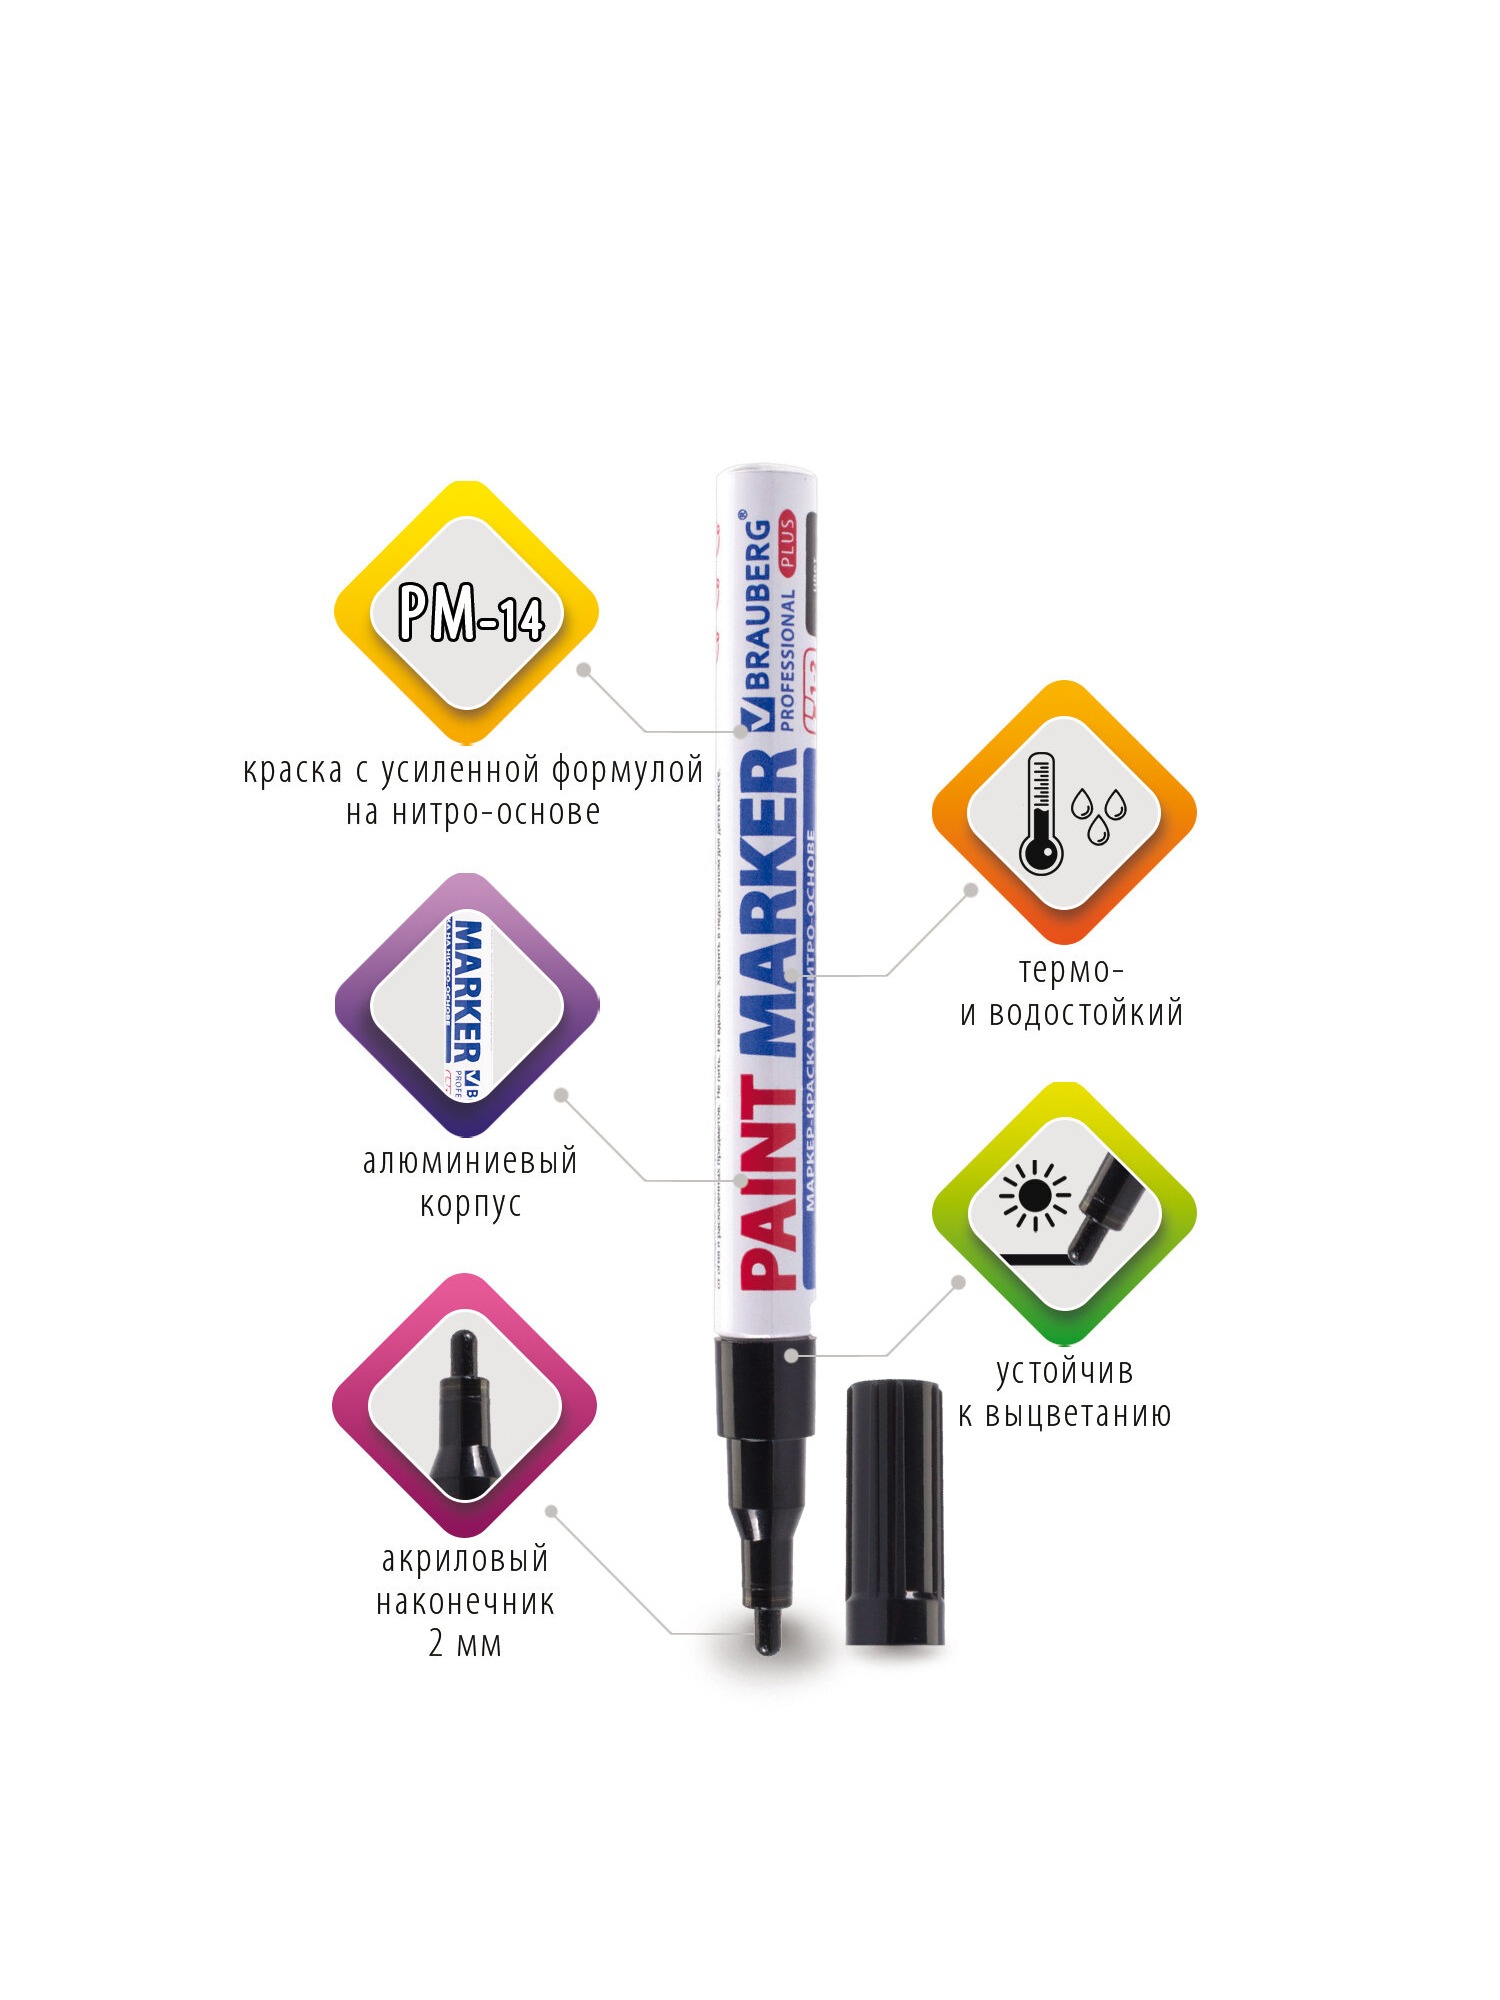 PM-14
краска с усиленной формулой
на нитро-основе
MARKER
алюминиевый
корпус
акриловый
наконечник
2 мм
BRAUBERG®
PROFESSIONAL PLUS
PAINT MARKER
МАРКЕР-КРАСКА НА НИТРО-ОСНОВЕ
цвет
термо-
и водостойкий
устойчив
к выцветанию